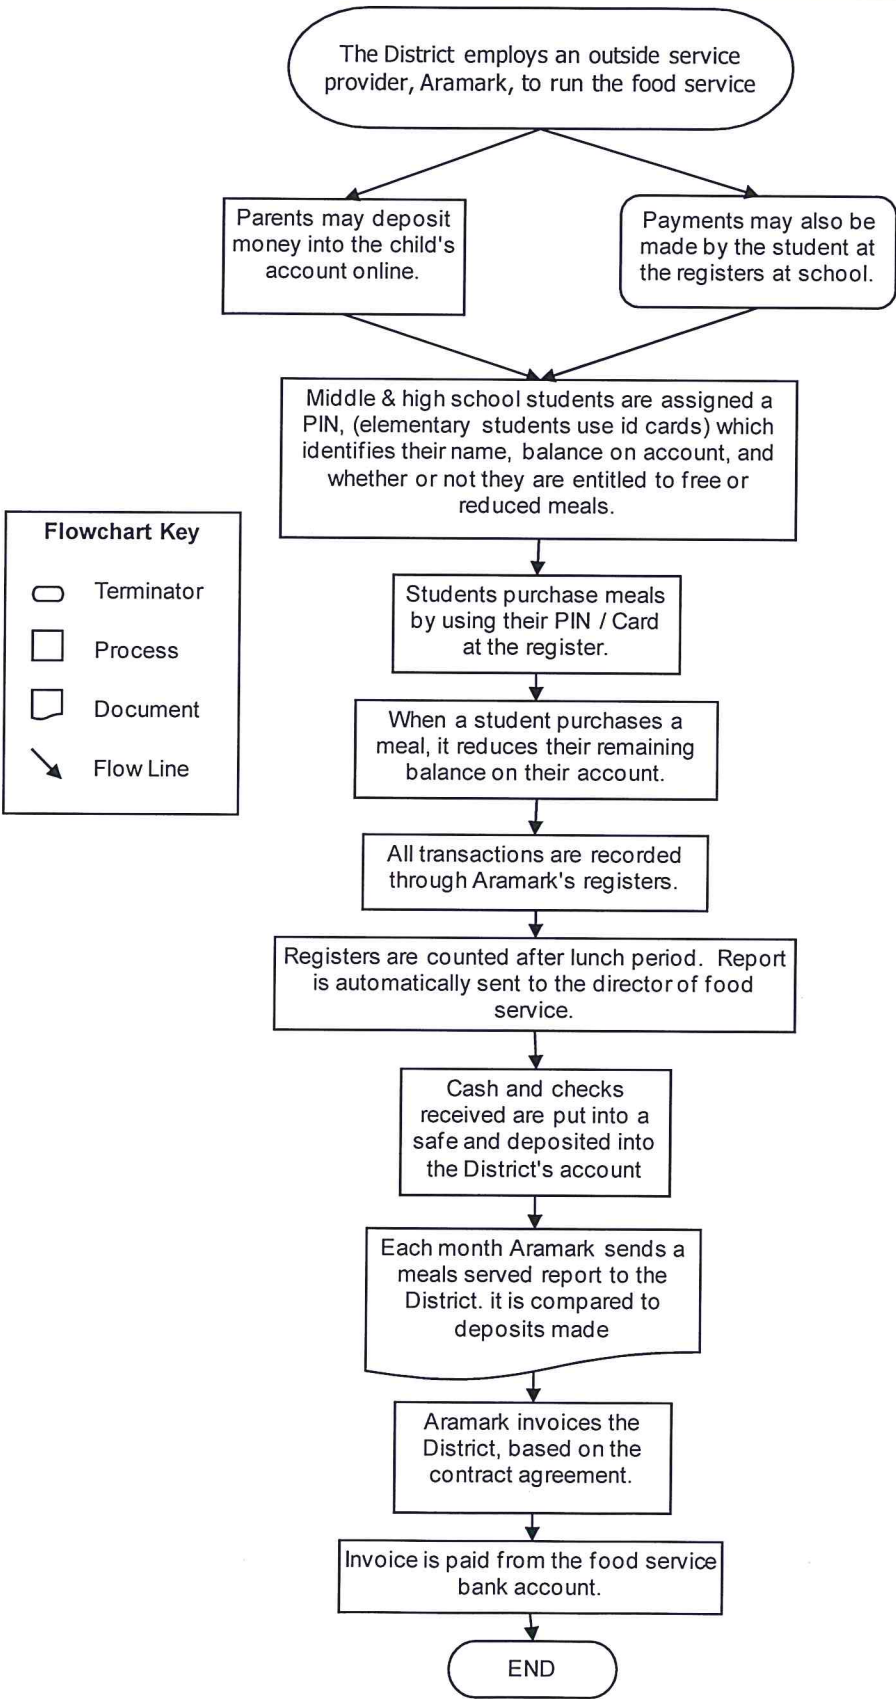 The District employs an outside service
provider, Aramark, to run the food service
Parents may deposit
money into the child's
account online.
Payments may also be
made by the student at
the registers at school.
Middle & high school students are assigned a
PIN, (elementary students use id cards) which
identifies their name, balance on account, and
whether or not they are entitled to free or
reduced meals.
Flowchart Key
Terminator
Process
Document
Flow Line
Students purchase meals
by using their PIN / Card
at the register.
When a student purchases a
meal, it reduces their remaining
balance on their account.
All transactions are recorded
through Aramark's registers.
Registers are counted after lunch period. Report
is automatically sent to the director of food
service.
Cash and checks
received are put into a
safe and deposited into
the District's account
Each month Aramark sends a
meals served report to the
District. it is compared to
deposits made
Aramark invoices the
District, based on the
contract agreement.
Invoice is paid from the food service
bank account.
END